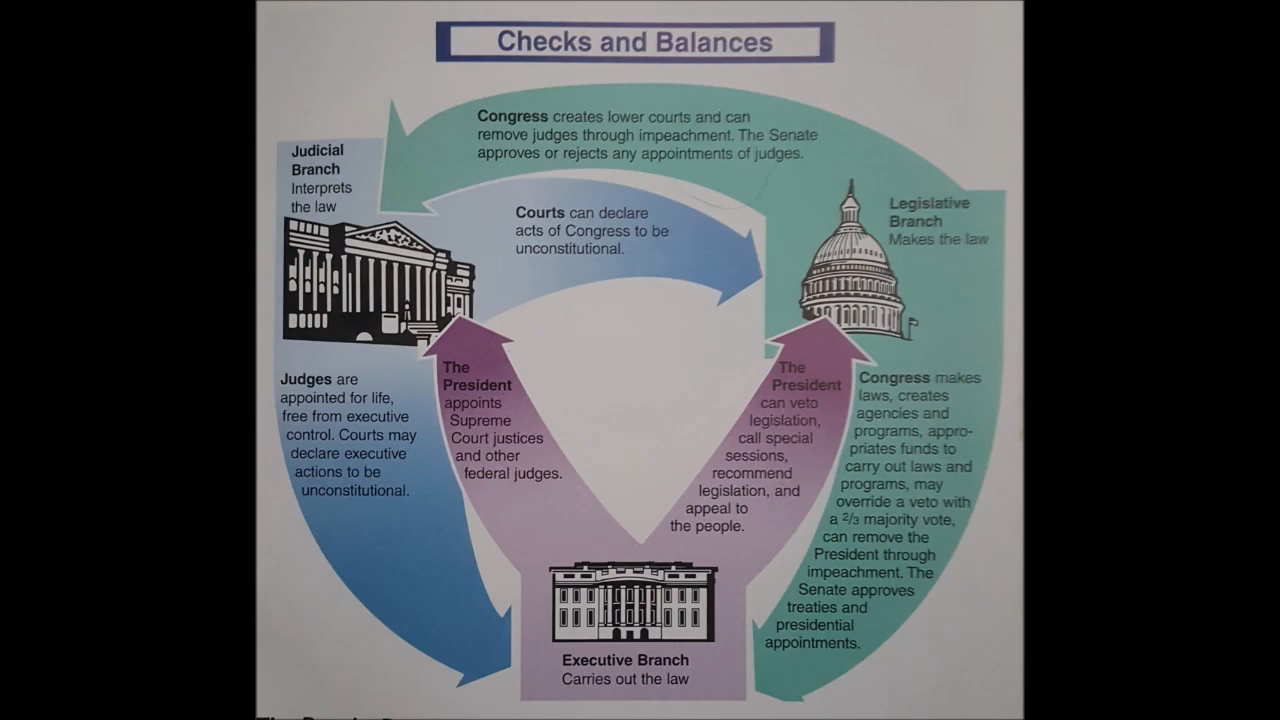 Checks and Balances
Congress creates lower courts and can
remove judges through impeachment. The Senate
approves or rejects any appointments of judges.
Judicial
Branch
Interprets
the law
Courts can declare
acts of Congress to be
unconstitutional.
Legislative
Branch
Makes the law
Judges are
appointed for life,
free from executive
control. Courts may
declare executive
actions to be
unconstitutional.
The
President
appoints
Supreme
Court justices
and other
federal judges.
The
President
can veto
legislation,
call special
sessions,
recommend
legislation, and
appeal to
the people.
Congress makes
laws, creates
agencies and
programs, appro-
priates funds to
carry out laws and
programs, may
override a veto with
a 2/3 majority vote,
can remove the
President through
impeachment. The
Senate approves
treaties and
presidential
appointments.
Executive Branch
Carries out the law